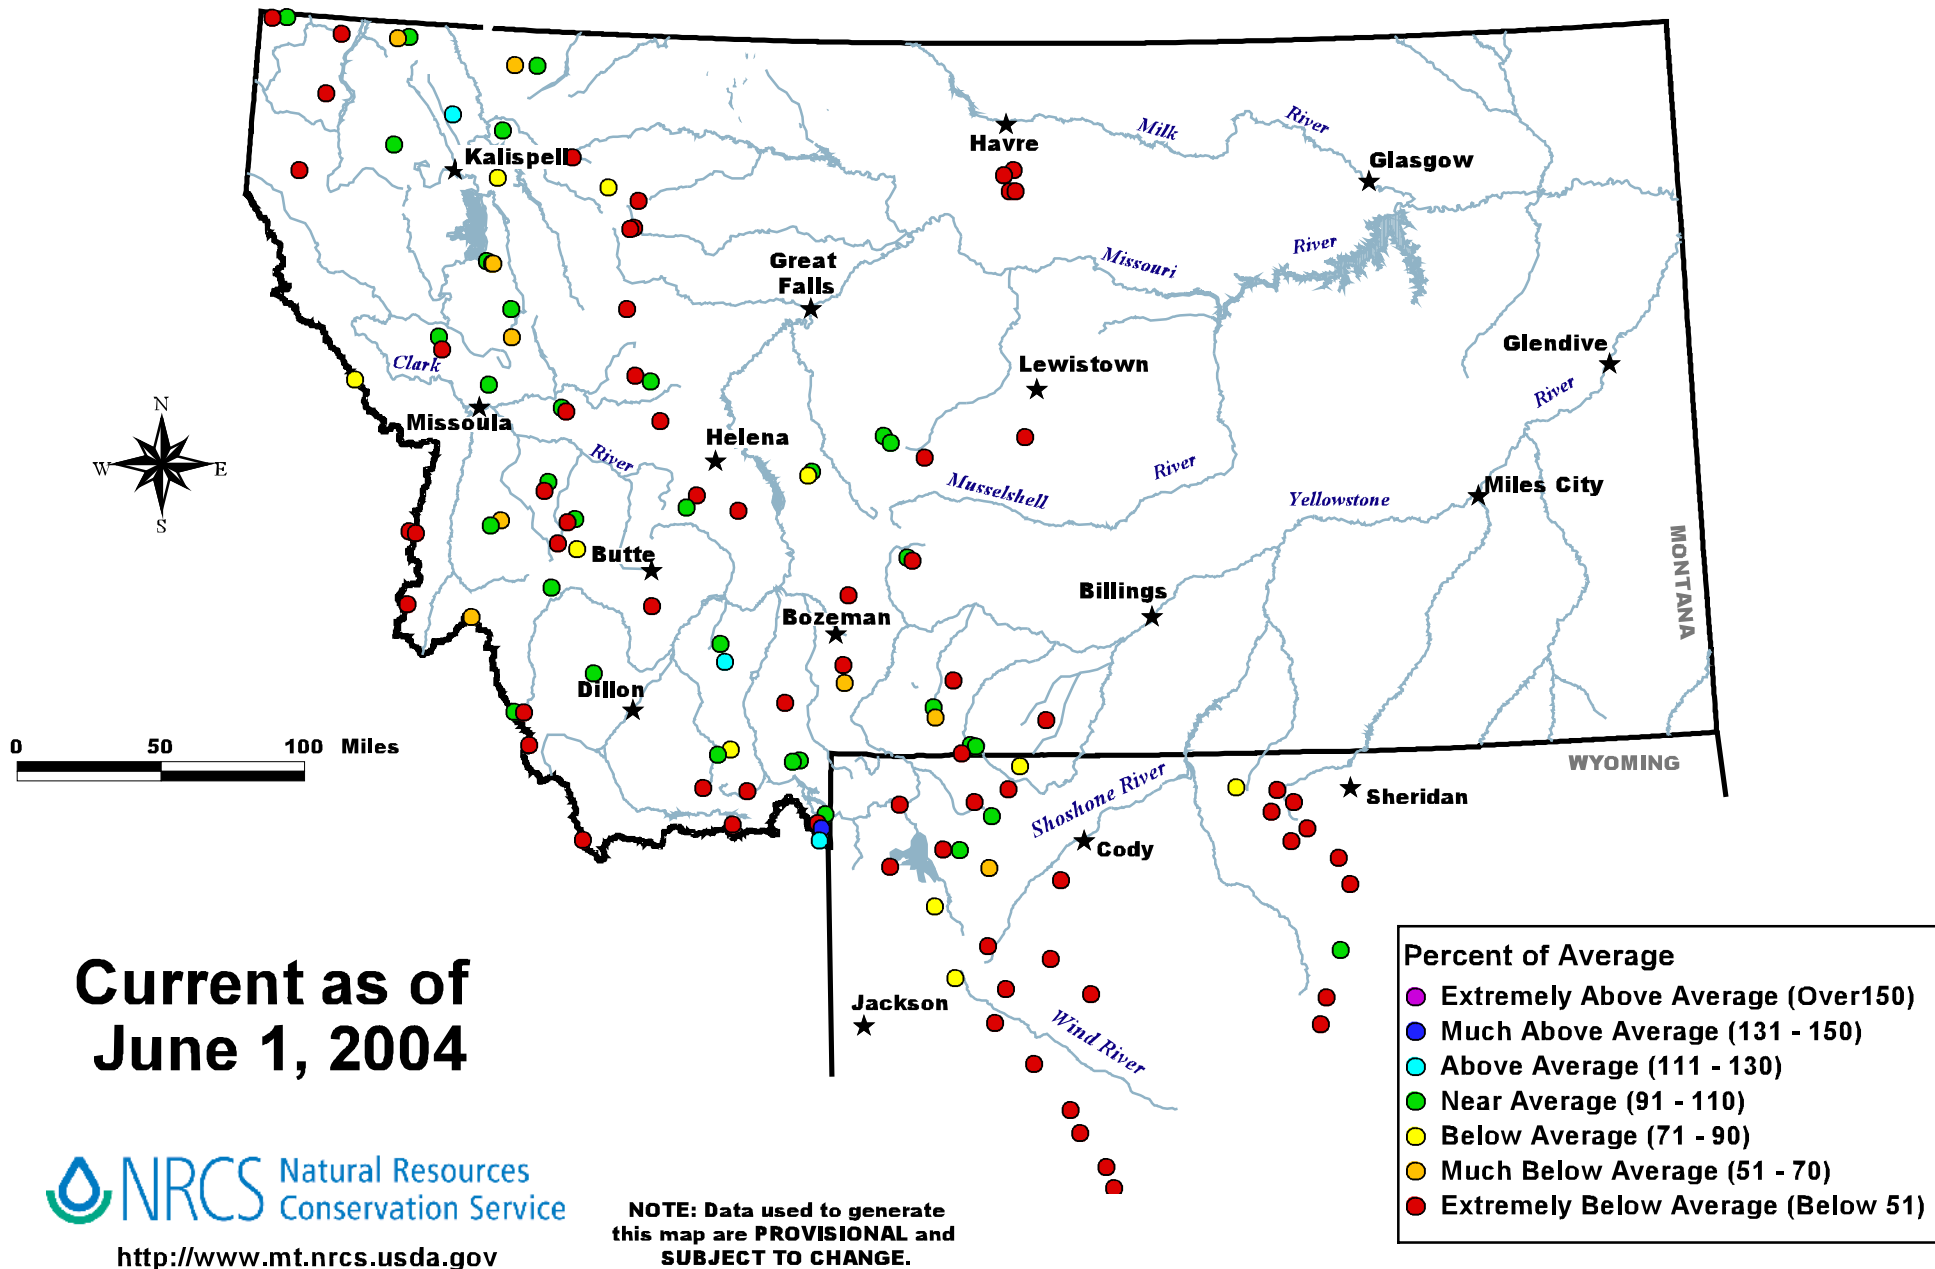 Milk
River
Havre
Glasgow
Kalispell
Great
Falls
Missouri
River
Glendive
Clark
Lewistown
River
N
W
E
S
Missoula
Helena
River
Musselshell
River
Yellowstone
Miles City
Butte
MONTANA
Billings
Bozeman
Dillon
0 50 100 Miles
WYOMING
Shoshone River
Sheridan
Cody
Jackson
Wind River
Current as of
June 1, 2004
Percent of Average
Extremely Above Average (Over150)
Much Above Average (131 - 150)
Above Average (111 - 130)
Near Average (91 - 110)
Below Average (71 - 90)
Much Below Average (51 - 70)
Extremely Below Average (Below 51)
NRCS
Natural Resources
Conservation Service
http://www.mt.nrcs.usda.gov
NOTE: Data used to generate
this map are PROVISIONAL and
SUBJECT TO CHANGE.